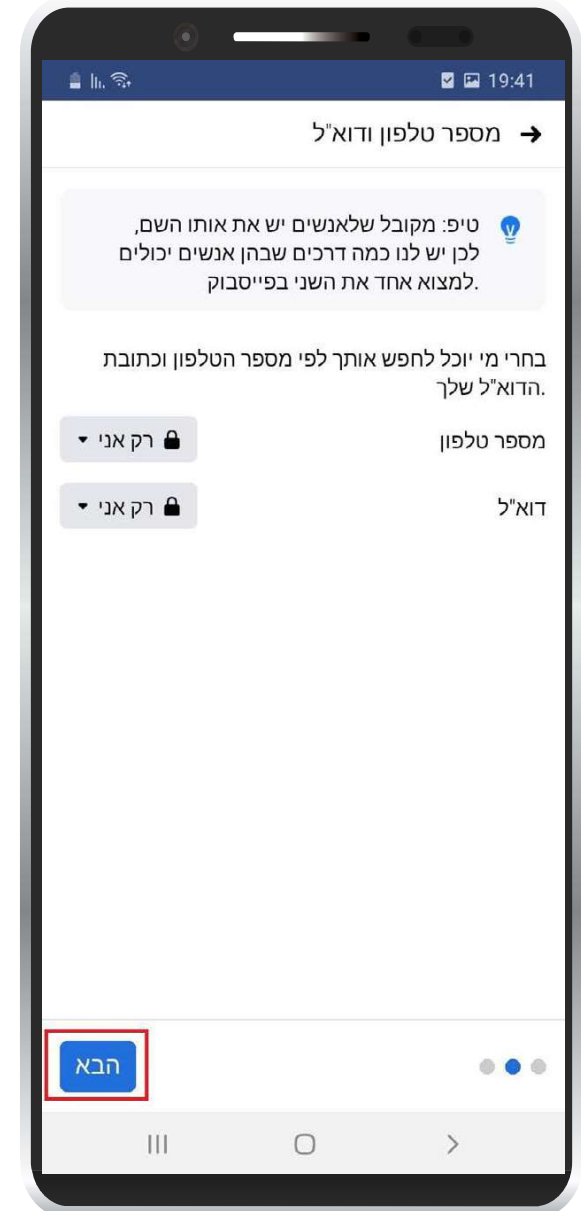 19:41
מספר טלפון ודוא"ל
טיפ: מקובל שלאנשים יש את אותו השם,
לכן יש לנו כמה דרכים שבהן אנשים יכולים
למצוא אחד את השני בפייסבוק.
בחרי מי יוכל לחפש אותך לפי מספר הטלפון וכתובת
הדוא"ל שלך.
מספר טלפון
רק אני
דוא"ל
רק אני
הבא